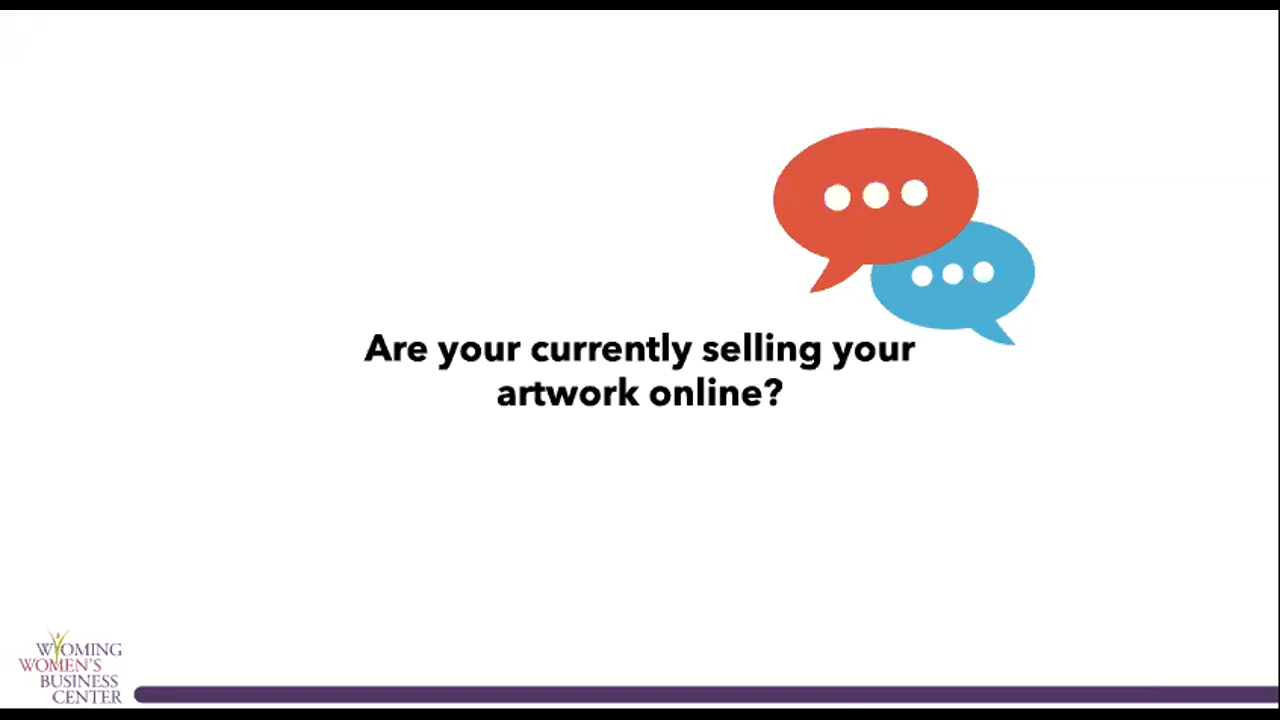 Are your currently selling your
artwork online?
WYOMING
WOMEN'S
BUSINESS
CENTER